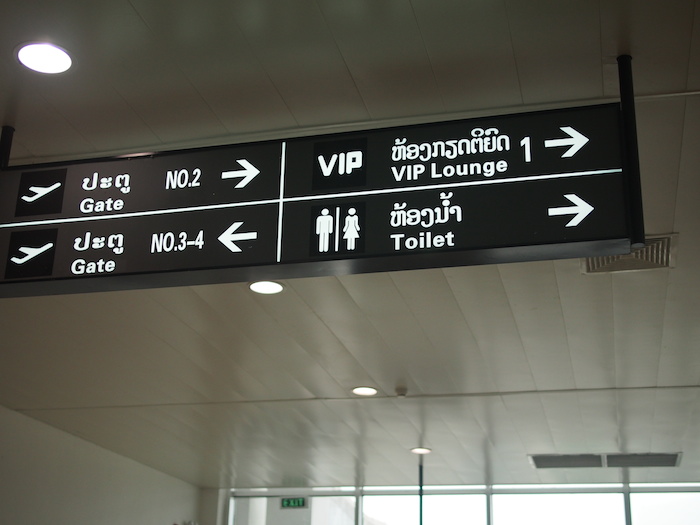 ປະຕູ NO.2
Gate
ປະຕູ NO.3-4
Gate
VIP ຫ້ອງກຽດຕິຍົດ 1
VIP Lounge
ຫ້ອງນ້ຳ
Toilet
EXIT